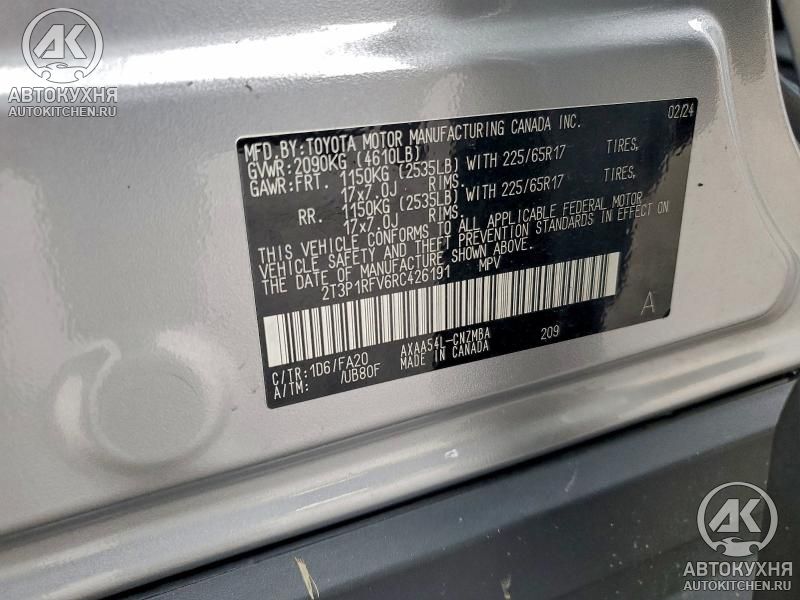 AK
АВТОКУХНЯ
AUTOKITCHEN.RU
02/24
MFD.BY:TOYOTA MOTOR MANUFACTURING CANADA INC.
GVWR:2090KG (4610LB)
GAWR:FRT. 1150KG (2535LB) WITH 225/65R17 TIRES,
17x7.0J RIMS.
RR. 1150KG (2535LB) WITH 225/65R17 TIRES,
17x7.0J RIMS.
THIS VEHICLE CONFORMS TO ALL APPLICABLE FEDERAL MOTOR
VEHICLE SAFETY AND THEFT PREVENTION STANDARDS IN EFFECT ON
THE DATE OF MANUFACTURE SHOWN ABOVE.
2T3P1RFV6RC426191 MPV
A
C/TR:1D6/FA20 AXAA54L-CNZMBA 209
A/TM: /UB80F MADE IN CANADA
AK
АВТОКУХНЯ
AUTOKITCHEN.RU